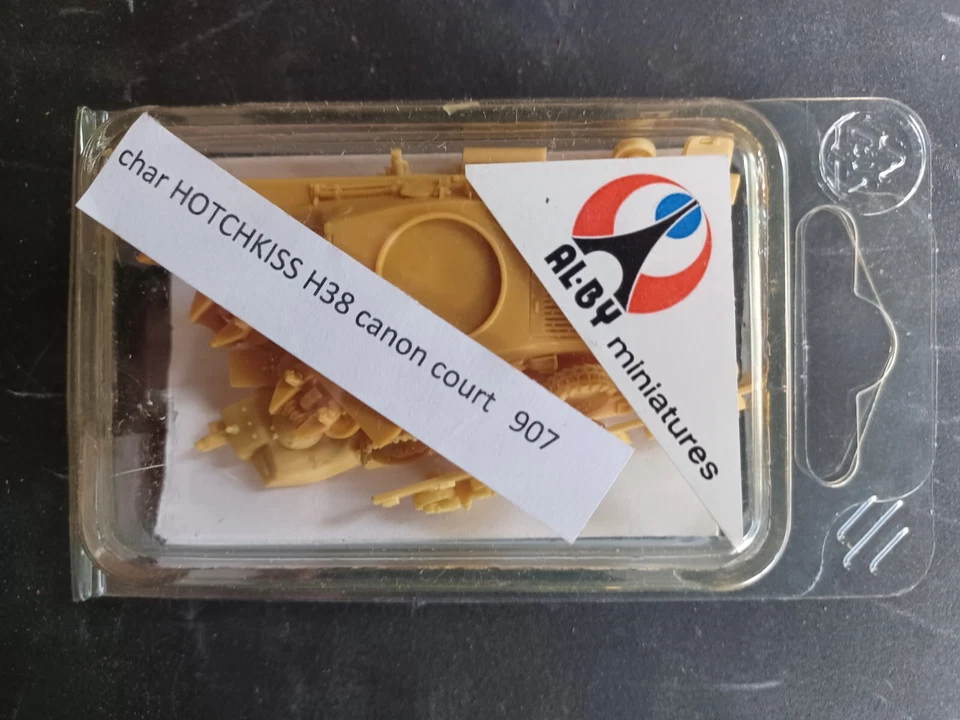 char HOTCHKISS H38 canon court 907
AL·BY
miniatures